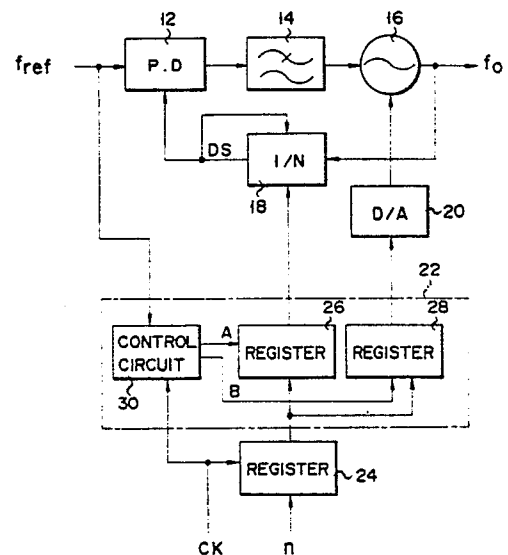 12
14
16
fref
P.D
fo
DS
I/N
18
D/A
20
22
26
28
CONTROL
CIRCUIT
A
REGISTER
REGISTER
B
30
REGISTER
24
CK
n